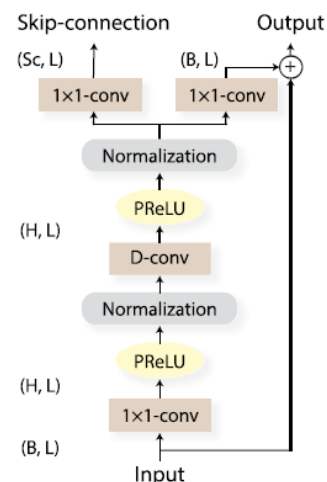 Skip-connection Output
(Sc, L) (B, L) +
1×1-conv 1×1-conv
Normalization
PReLU
(H, L)
D-conv
Normalization
PReLU
(H, L)
1×1-conv
(B, L)
Input